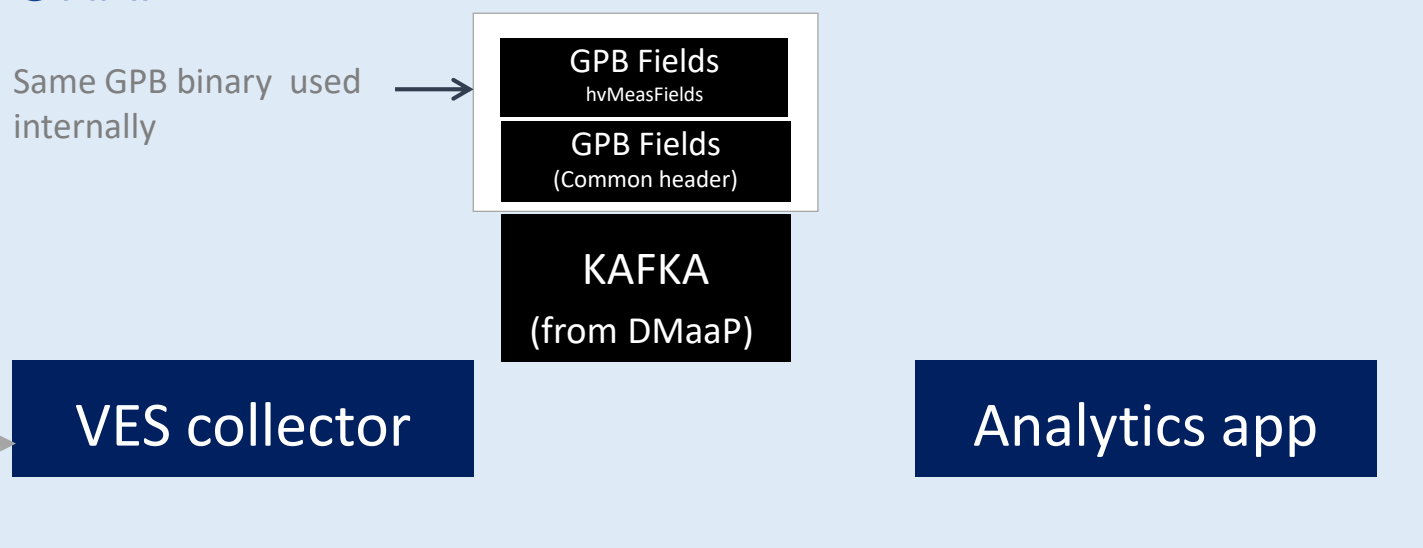 Same GPB binary used
internally
GPB Fields
hvMeasFields
GPB Fields
(Common header)
KAFKA
(from DMaaP)
VES collector
Analytics app